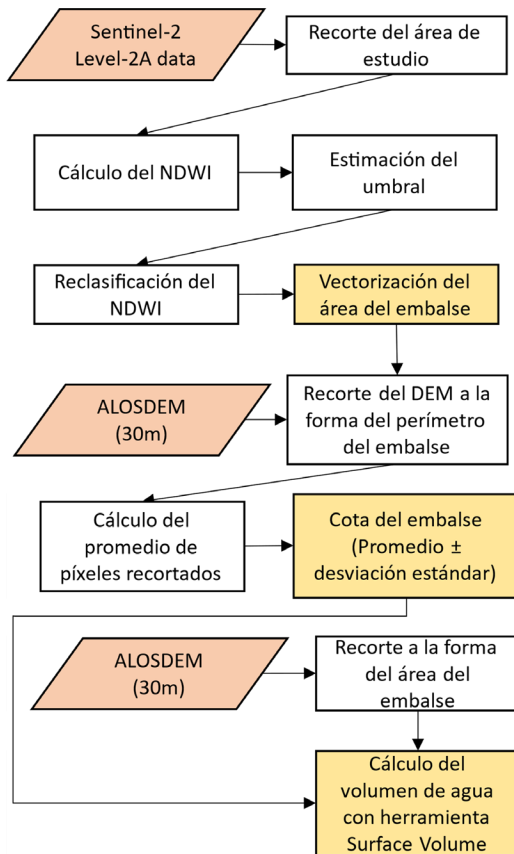 Sentinel-2
Level-2A data
Recorte del área de
estudio
Cálculo del NDWI
Estimación del
umbral
Reclasificación del
NDWI
Vectorización del
área del embalse
ALOSDEM
(30m)
Recorte del DEM a la
forma del perímetro
del embalse
Cálculo del
promedio de
píxeles recortados
Cota del embalse
(Promedio ±
desviación estándar)
ALOSDEM
(30m)
Recorte a la forma
del área del
embalse
Cálculo del
volumen de agua
con herramienta
Surface Volume